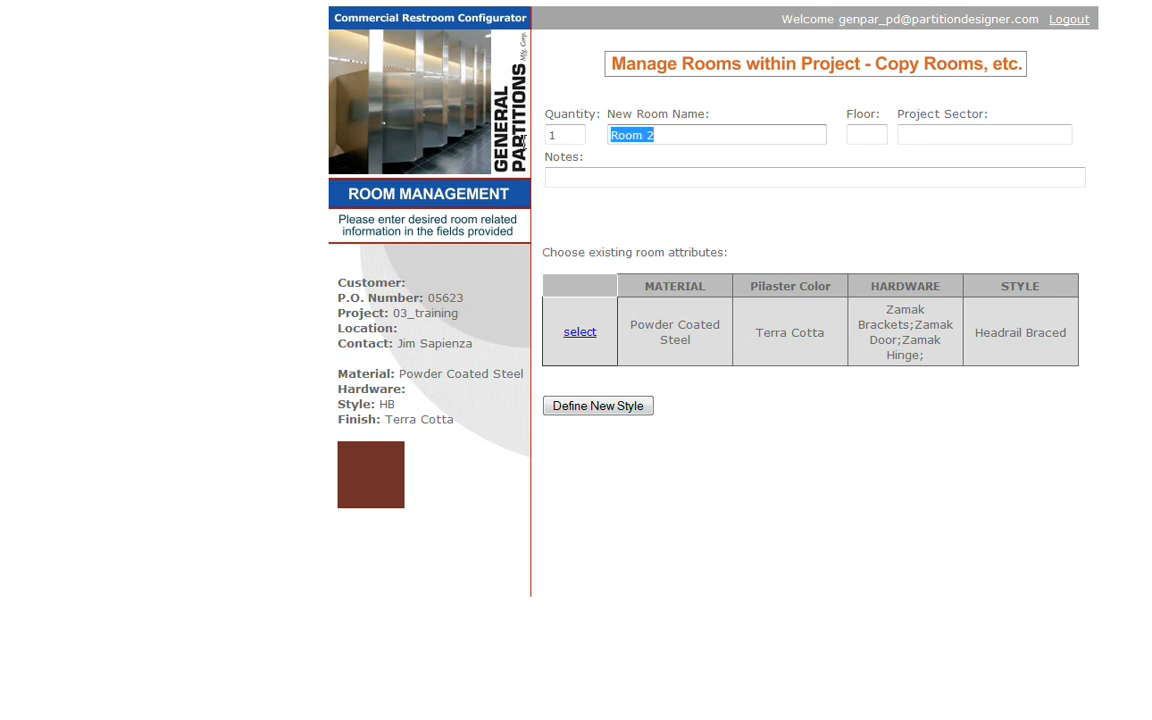 Commercial Restroom Configurator
Welcome genpar_pd@partitiondesigner.com Logout
GENERAL
PARTITIONS Mfg. Corp.
ROOM MANAGEMENT
Please enter desired room related
information in the fields provided
Customer:
P.O. Number: 05623
Project: 03_training
Location:
Contact: Jim Sapienza
Material: Powder Coated Steel
Hardware:
Style: HB
Finish: Terra Cotta
Manage Rooms within Project - Copy Rooms, etc.
Quantity: New Room Name: Floor: Project Sector:
1 Room 2
Notes:
Choose existing room attributes:
MATERIAL Pilaster Color HARDWARE STYLE
select Powder Coated Steel Terra Cotta Zamak Brackets;Zamak Door;Zamak Hinge; Headrail Braced
Define New Style